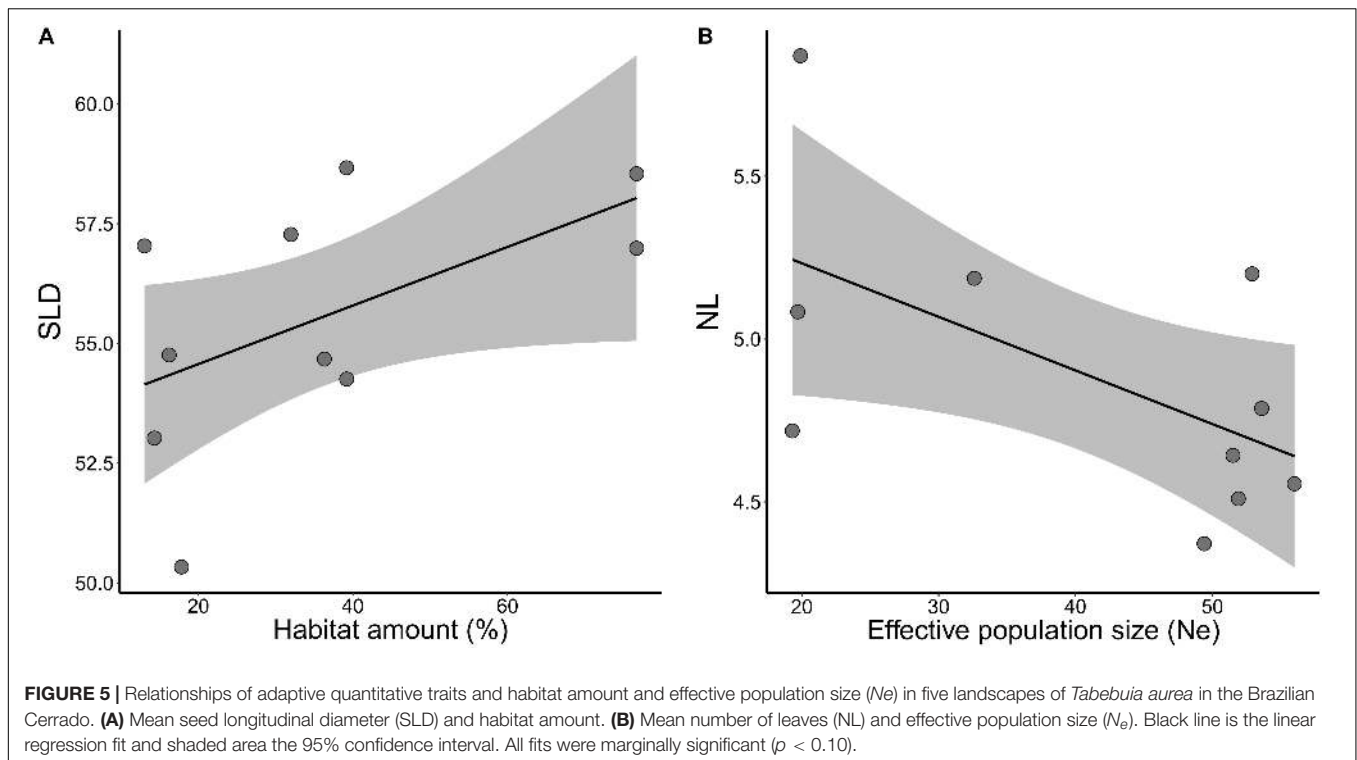 A
60.0
57.5
55.0
52.5
50.0
SLD
20
40
60
Habitat amount (%)
B
5.5
5.0
4.5
NL
20
30
40
50
Effective population size (Ne)
FIGURE 5 | Relationships of adaptive quantitative traits and habitat amount and effective population size (Ne) in five landscapes of Tabebuia aurea in the Brazilian
Cerrado. (A) Mean seed longitudinal diameter (SLD) and habitat amount. (B) Mean number of leaves (NL) and effective population size (Ne). Black line is the linear
regression fit and shaded area the 95% confidence interval. All fits were marginally significant (p < 0.10).